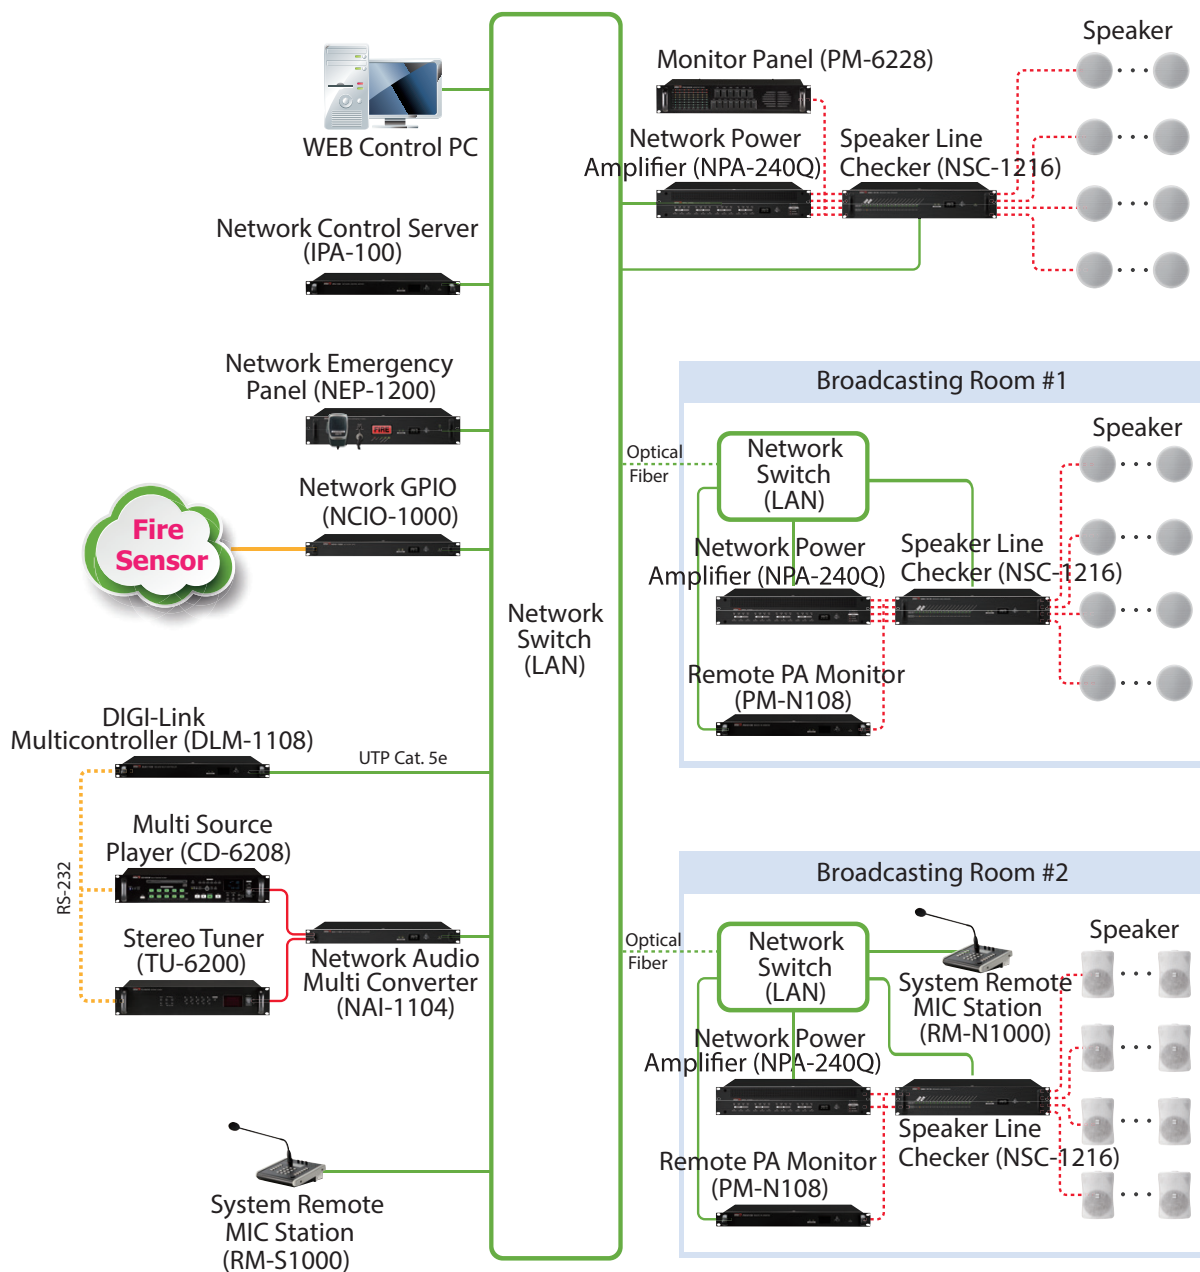 WEB Control PC
Network Control Server
(IPA-100)
Network Emergency
Panel (NEP-1200)
FIRE
Network GPIO
(NCIO-1000)
Fire
Sensor
DIGI-Link
Multicontroller (DLM-1108)
UTP Cat. 5e
RS-232
Multi Source
Player (CD-6208)
Stereo Tuner
(TU-6200)
Network Audio
Multi Converter
(NAI-1104)
System Remote
MIC Station
(RM-S1000)
Network
Switch
(LAN)
Monitor Panel (PM-6228)
Network Power
Amplifier (NPA-240Q)
Speaker Line
Checker (NSC-1216)
Speaker
Broadcasting Room #1
Optical
Fiber
Network
Switch
(LAN)
Speaker
Network Power
Amplifier (NPA-240Q)
Speaker Line
Checker (NSC-1216)
Remote PA Monitor
(PM-N108)
Broadcasting Room #2
Optical
Fiber
Network
Switch
(LAN)
Speaker
System Remote
MIC Station
(RM-N1000)
Network Power
Amplifier (NPA-240Q)
Speaker Line
Checker (NSC-1216)
Remote PA Monitor
(PM-N108)